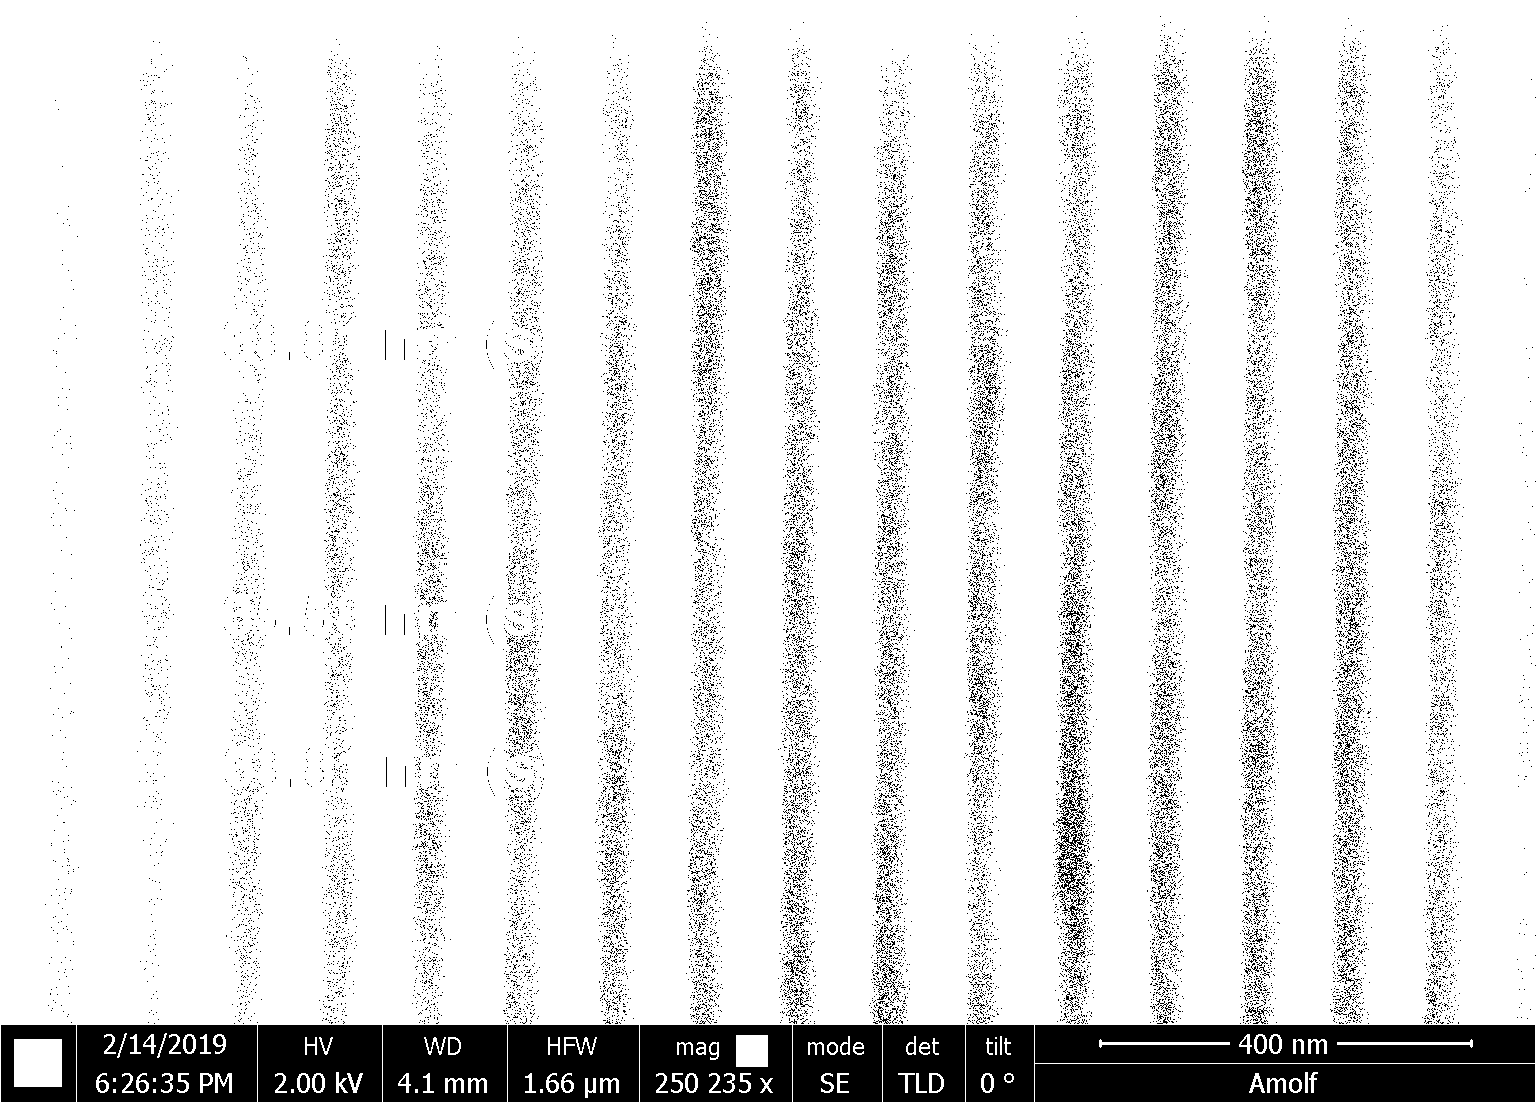 2/14/2019
6:26:35 PM
HV
2.00 kV
WD
4.1 mm
HFW
1.66 µm
mag
250 235 x
mode
SE
det
TLD
tilt
0 °
400 nm
Amolf